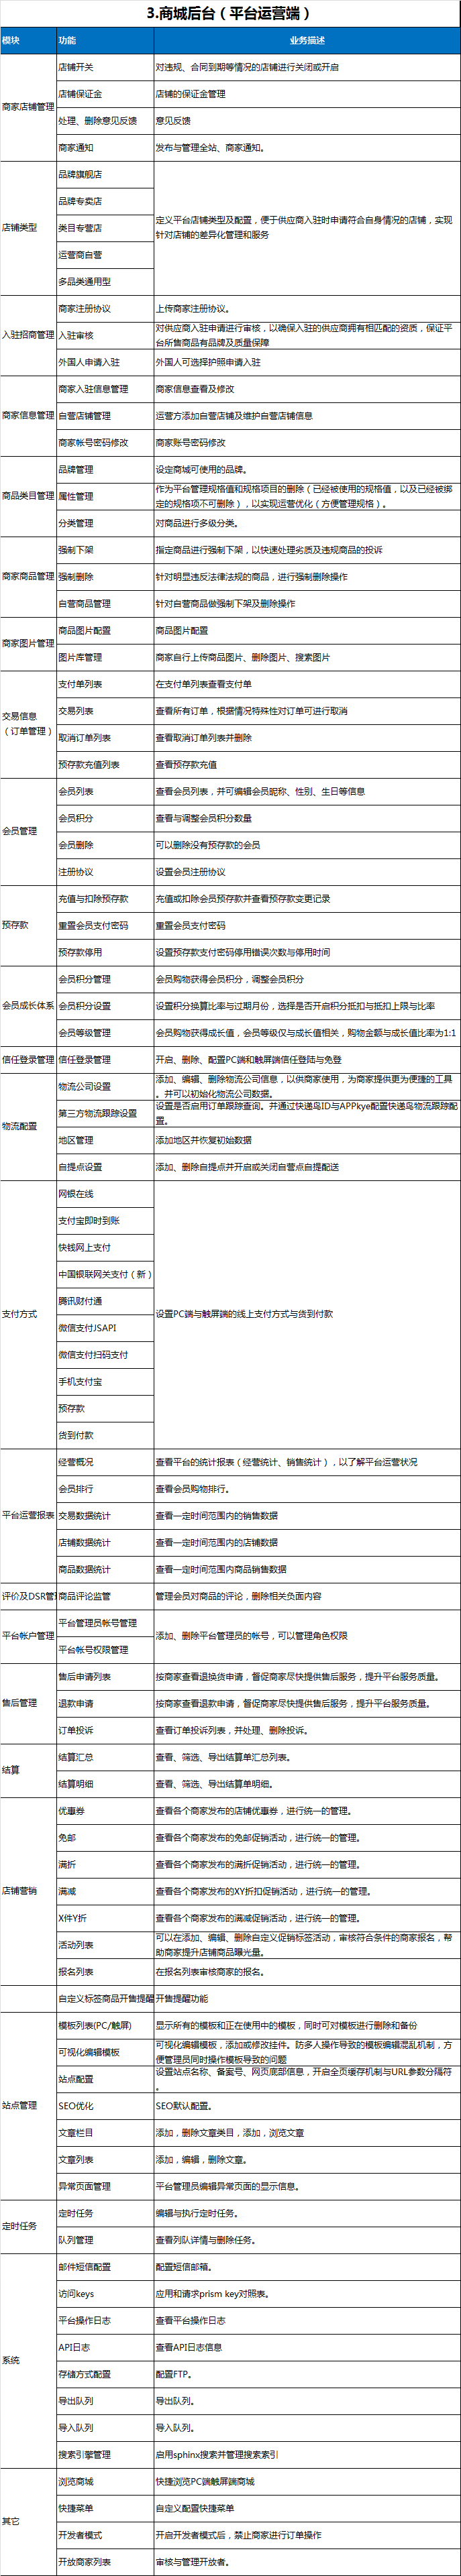 3.商城后台（平台运营端）
模块 功能 业务描述
商家店铺管理
店铺开关 对违规、合同到期等情况的店铺进行关闭或开启
店铺保证金 店铺的保证金管理
处理、删除意见反馈 意见反馈
商家通知 发布与管理全站、商家通知。
店铺类型
品牌旗舰店
品牌专卖店
类目专营店
运营商自营
多品类通用型
定义平台店铺类型及配置，便于供应商入驻时申请符合自身情况的店铺，实现
针对店铺的差异化管理和服务
入驻招商管理
商家注册协议 上传商家注册协议。
入驻审核 对供应商入驻申请进行审核，以确保入驻的供应商拥有相匹配的资质，保证平
台所售商品有品牌及质量保障
外国人申请入驻 外国人可选择护照申请入驻
商家信息管理
商家入驻信息管理 商家信息查看及修改
自营店铺管理 运营方添加自营店铺及维护自营店铺信息
商家帐号密码修改 商家账号密码修改
商品类目管理
品牌管理 设定商城可使用的品牌。
属性管理 作为平台管理规格值和规格项目的删除（已经被使用的规格值，以及已经被绑
定的规格项不可删除），以实现运营优化（方便管理规格）。
分类管理 对商品进行多级分类。
商家商品管理
强制下架 指定商品进行强制下架，以快速处理劣质及违规商品的投诉
强制删除 针对明显违反法律法规的商品，进行强制删除操作
自营商品管理 针对自营商品做强制下架及删除操作
商家图片管理
商品图片配置 商品图片配置
图片库管理 商家自行上传商品图片、删除图片、搜索图片
交易信息
（订单管理）
支付单列表 在支付单列表查看支付单
交易列表 查看所有订单，根据情况特殊性对订单可进行取消
取消订单列表 查看取消订单列表并删除
预存款充值列表 查看预存款充值
会员管理
会员列表 查看会员列表，并可编辑会员昵称、性别、生日等信息
会员积分 查看与调整会员积分数量
会员删除 可以删除没有预存款的会员
注册协议 设置会员注册协议
预存款
充值与扣除预存款 充值或扣除会员预存款并查看预存款变更记录
重置会员支付密码 重置会员支付密码
预存款停用 设置预存款支付密码停用错误次数与停用时间
会员成长体系
会员积分管理 会员购物获得会员积分，调整会员积分
会员积分设置 设置积分换算比率与过期月份，选择是否开启积分抵扣与抵扣上限与比率
会员等级管理 会员购物获得成长值，会员等级仅与成长值相关，购物金额与成长值比率为1:1
信任登录管理 信任登录管理 开启、删除、配置PC端和触屏端信任登陆与免登
物流配置
物流公司设置 添加、编辑、删除物流公司信息，以供商家使用，为商家提供更为便捷的工具
。并可以初始化物流公司数据。
第三方物流跟踪设置 设置是否启用订单跟踪查询。并通过快递鸟ID与APPkye配置快递鸟物流跟踪配
置。
地区管理 添加地区并恢复初始数据
自提点设置 添加、删除自提点并开启或关闭自营点自提配送
支付方式
网银在线
支付宝即时到账
快钱网上支付
中国银联网关支付（新）
腾讯财付通
微信支付JSAPI
微信支付扫码支付
手机支付宝
预存款
货到付款
设置PC端与触屏端的线上支付方式与货到付款
平台运营报表
经营概况 查看平台的统计报表（经营统计、销售统计），以了解平台运营状况
会员排行 查看会员购物排行。
交易数据统计 查看一定时间范围内的销售数据
店铺数据统计 查看一定时间范围内的店铺数据
商品数据统计 查看一定时间范围内商品销售数据
评价及DSR管 商品评论监管 管理会员对商品的评论，删除相关负面内容
平台帐户管理
平台管理员帐号管理
平台帐号权限管理
添加、删除平台管理员的帐号，可以管理角色权限
售后管理
售后申请列表 按商家查看退换货申请，督促商家尽快提供售后服务，提升平台服务质量。
退款申请 按商家查看退款申请，督促商家尽快提供售后服务，提升平台服务质量。
订单投诉 查看订单投诉列表，并处理、删除投诉。
结算
结算汇总 查看、筛选、导出结算单汇总列表。
结算明细 查看、筛选、导出结算单明细。
店铺营销
优惠券 查看各个商家发布的店铺优惠券，进行统一的管理。
免邮 查看各个商家发布的免邮促销活动，进行统一的管理。
满折 查看各个商家发布的满折促销活动，进行统一的管理。
满减 查看各个商家发布的XY折扣促销活动，进行统一的管理。
X件Y折 查看各个商家发布的满减促销活动，进行统一的管理。
活动列表 可以在添加、编辑、删除自定义促销标签活动，审核符合条件的商家报名，帮
助商家提升店铺商品曝光量。
报名列表 在报名列表审核商家的报名。
自定义标签商品开售提醒 开售提醒功能
站点管理
模板列表(PC/触屏) 显示所有的模板和正在使用中的模板，同时可对模板进行删除和备份
可视化编辑模板 可视化编辑模板，添加或修改挂件。防多人操作导致的模板编辑混乱机制，方
便管理员同时操作模板导致的问题
站点配置 设置站点名称、备案号、网页底部信息，开启全页缓存机制与URL参数分隔符
。
SEO优化 SEO默认配置。
文章栏目 添加，删除文章类目，添加，浏览文章
文章列表 添加，编辑，删除文章。
异常页面管理 平台管理员编辑异常页面的显示信息。
定时任务
定时任务 编辑与执行定时任务。
队列管理 查看列队详情与删除任务。
系统
邮件短信配置 配置短信邮箱。
访问keys 应用和请求prism key对照表。
平台操作日志 查看平台操作日志
API日志 查看API日志信息
存储方式配置 配置FTP。
导出队列 导出队列。
导入队列 导入队列。
搜索引擎管理 启用sphinx搜索并管理搜索索引
其它
浏览商城 快捷浏览PC端触屏端商城
快捷菜单 自定义配置快捷菜单
开发者模式 开启开发者模式后，禁止商家进行订单操作
开放商家列表 审核与管理开放者。